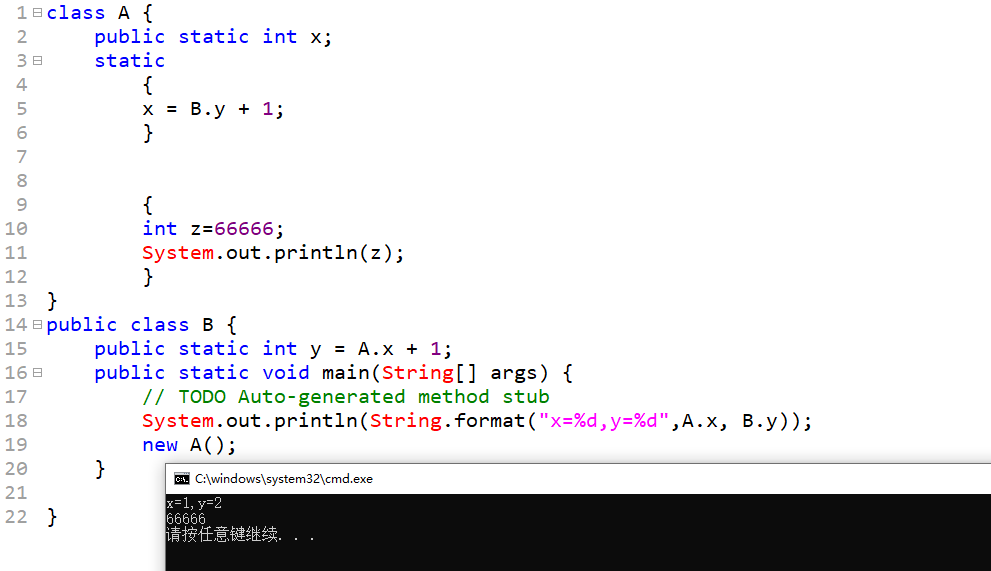 1 class A {
2 public static int x;
3 static
4 {
5 x = B.y + 1;
6 }
7
8
9 {
10 int z=66666;
11 System.out.println(z);
12 }
13 }
14 public class B {
15 public static int y = A.x + 1;
16 public static void main(String[] args) {
17 // TODO Auto-generated method stub
18 System.out.println(String.format("x=%d,y=%d",A.x, B.y));
19 new A();
20 }
21
22 }
C:\windows\system32\cmd.exe
x=1,y=2
66666
请按任意键继续. . .